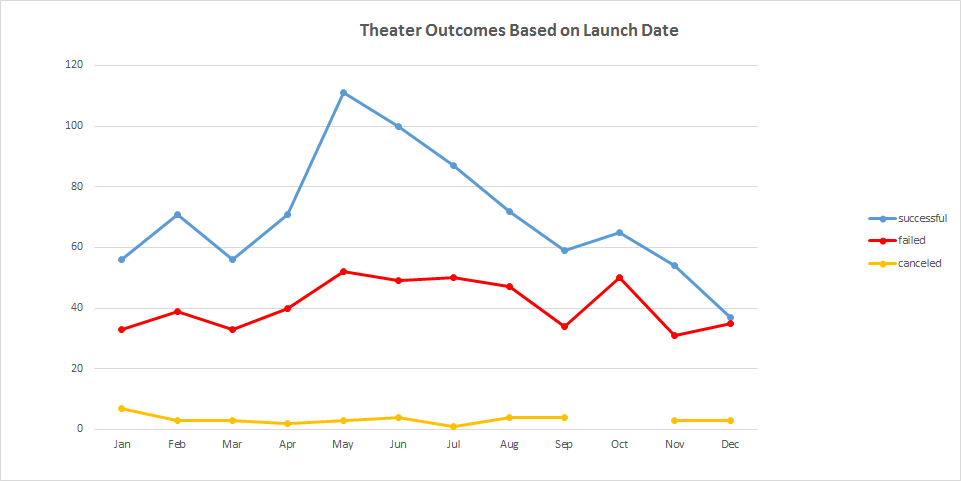 Theater Outcomes Based on Launch Date
120
100
80
60
40
20
0
Jan Feb Mar Apr May Jun Jul Aug Sep Oct Nov Dec
successful
failed
canceled